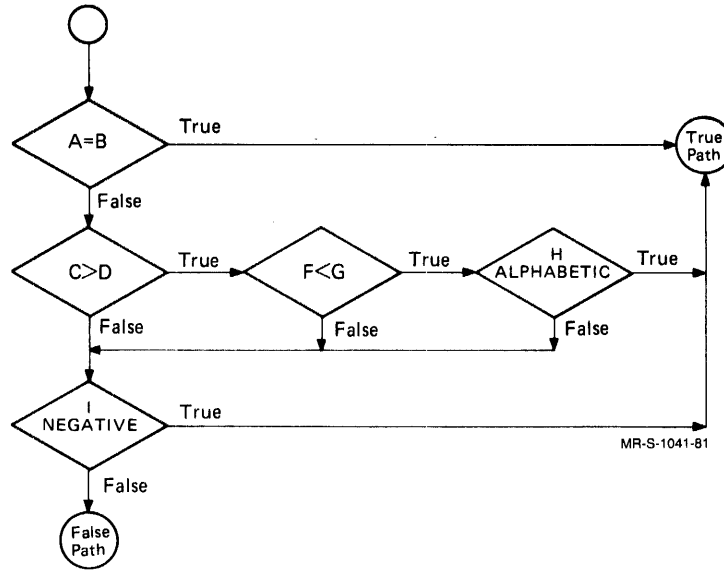 A=B
True
True
Path
False
C>D
True
F<G
True
H
ALPHABETIC
True
False
False
False
I
NEGATIVE
True
MR-S-1041-81
False
False
Path